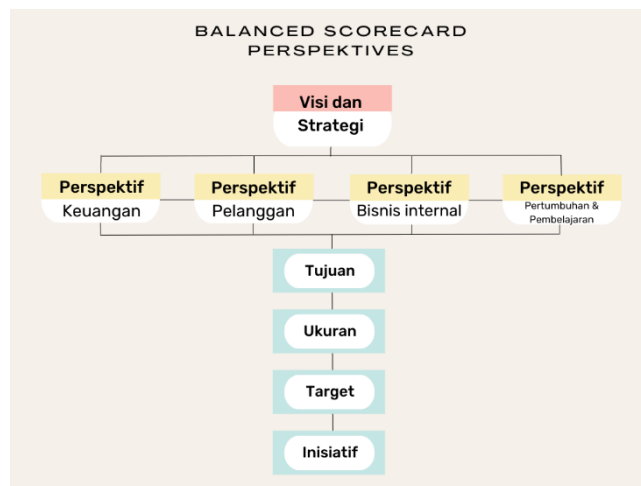 BALANCED SCORECARD
PERSPEKTIVES
Visi dan
Strategi
Perspektif
Keuangan
Perspektif
Pelanggan
Perspektif
Bisnis internal
Perspektif
Pertumbuhan &
Pembelajaran
Tujuan
Ukuran
Target
Inisiatif